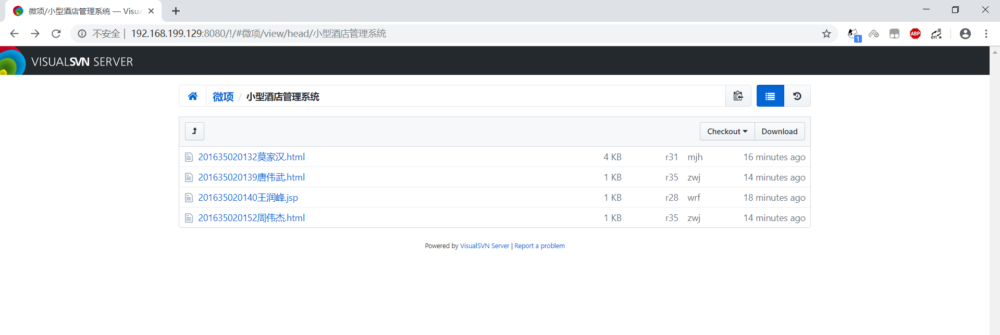 微项/小型酒店管理系统 — Visua
不安全 | 192.168.199.129:8080/!/#微项/view/head/小型酒店管理系统
1
ABP
英
en
VISUALSVN SERVER
微项 / 小型酒店管理系统
Checkout Download
201635020132莫家汉.html 4 KB r31 mjh 16 minutes ago
201635020139唐伟武.html 1 KB r35 zwj 14 minutes ago
201635020140王润峰.jsp 1 KB r28 wrf 18 minutes ago
201635020152周伟杰.html 1 KB r35 zwj 14 minutes ago
Powered by VisualSVN Server | Report a problem